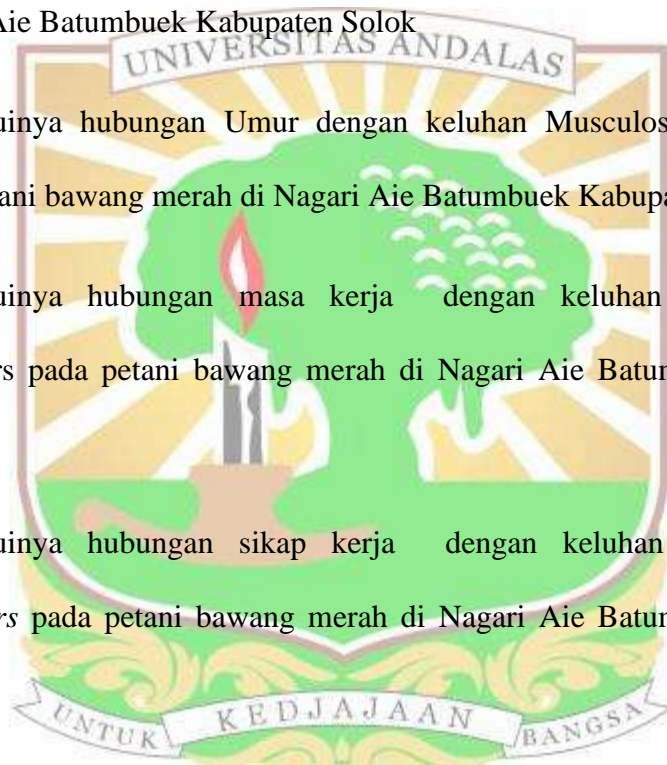 Aie Batumbuek Kabupaten Solok
UNIVERSITAS ANDALAS
uinya hubungan Umur dengan keluhan Musculos
ani bawang merah di Nagari Aie Batumbuek Kabupa
uinya hubungan masa kerja dengan keluhan
rs pada petani bawang merah di Nagari Aie Batum
uinya hubungan sikap kerja dengan keluhan
rs pada petani bawang merah di Nagari Aie Batum
UNTUK KEDJAJAAN BANGSA